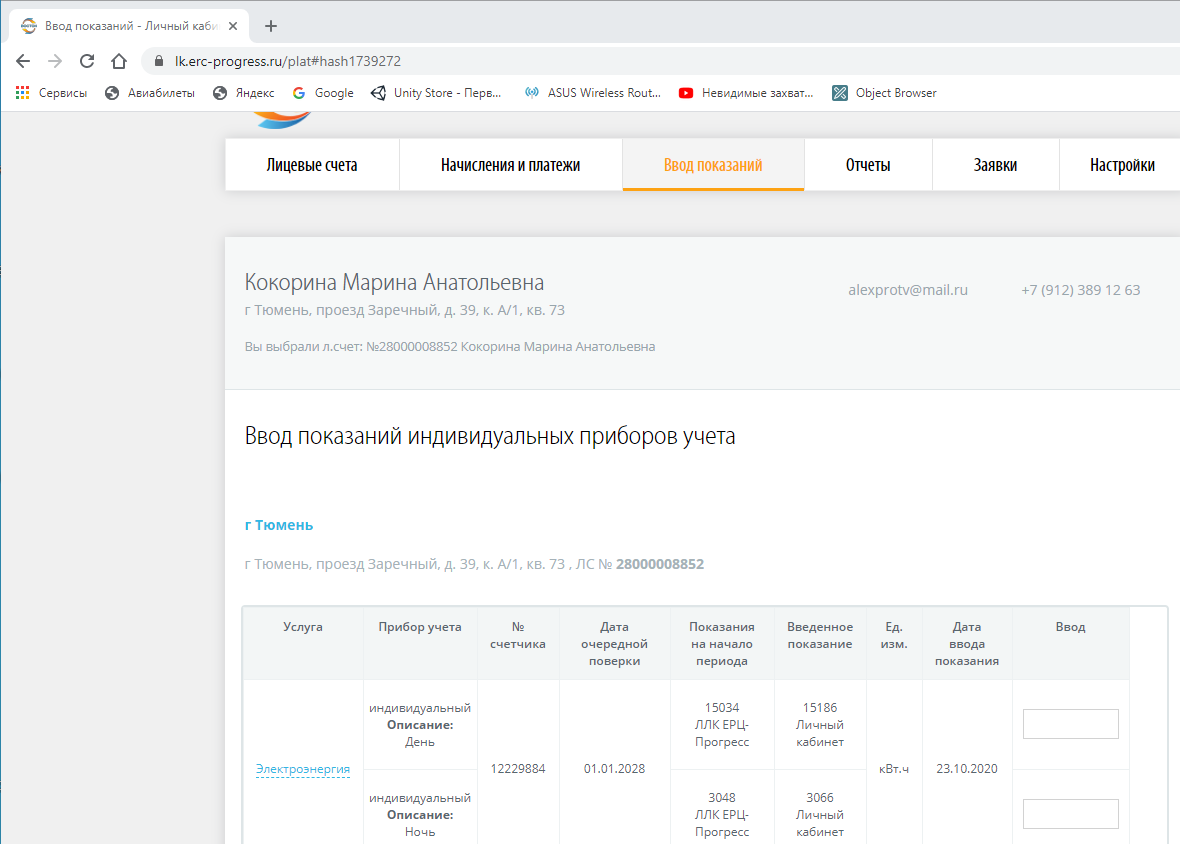 Ввод показаний - Личный каби
lk.erc-progress.ru/plat#hash1739272
Сервисы Авиабилеты Яндекс Google Unity Store - Перв... ASUS Wireless Rout... Невидимые захват... Object Browser
Лицевые счета Начисления и платежи Ввод показаний Отчеты Заявки Настройки
Кокорина Марина Анатольевна
alexprotv@mail.ru +7 (912) 389 12 63
г Тюмень, проезд Заречный, д. 39, к. А/1, кв. 73
Вы выбрали л.счет: №28000008852 Кокорина Марина Анатольевна
Ввод показаний индивидуальных приборов учета
г Тюмень
г Тюмень, проезд Заречный, д. 39, к. А/1, кв. 73 , ЛС № 28000008852
Услуга
Прибор учета
№
счетчика
Дата
очередной
поверки
Показания
на начало
периода
Введенное
показание
Ед.
изм.
Дата
ввода
показания
Ввод
Электроэнергия
индивидуальный
Описание:
День
12229884
01.01.2028
15034
ЛЛК ЕРЦ-
Прогресс
15186
Личный
кабинет
кВт.ч
23.10.2020
индивидуальный
Описание:
Ночь
3048
ЛЛК ЕРЦ-
Прогресс
3066
Личный
кабинет